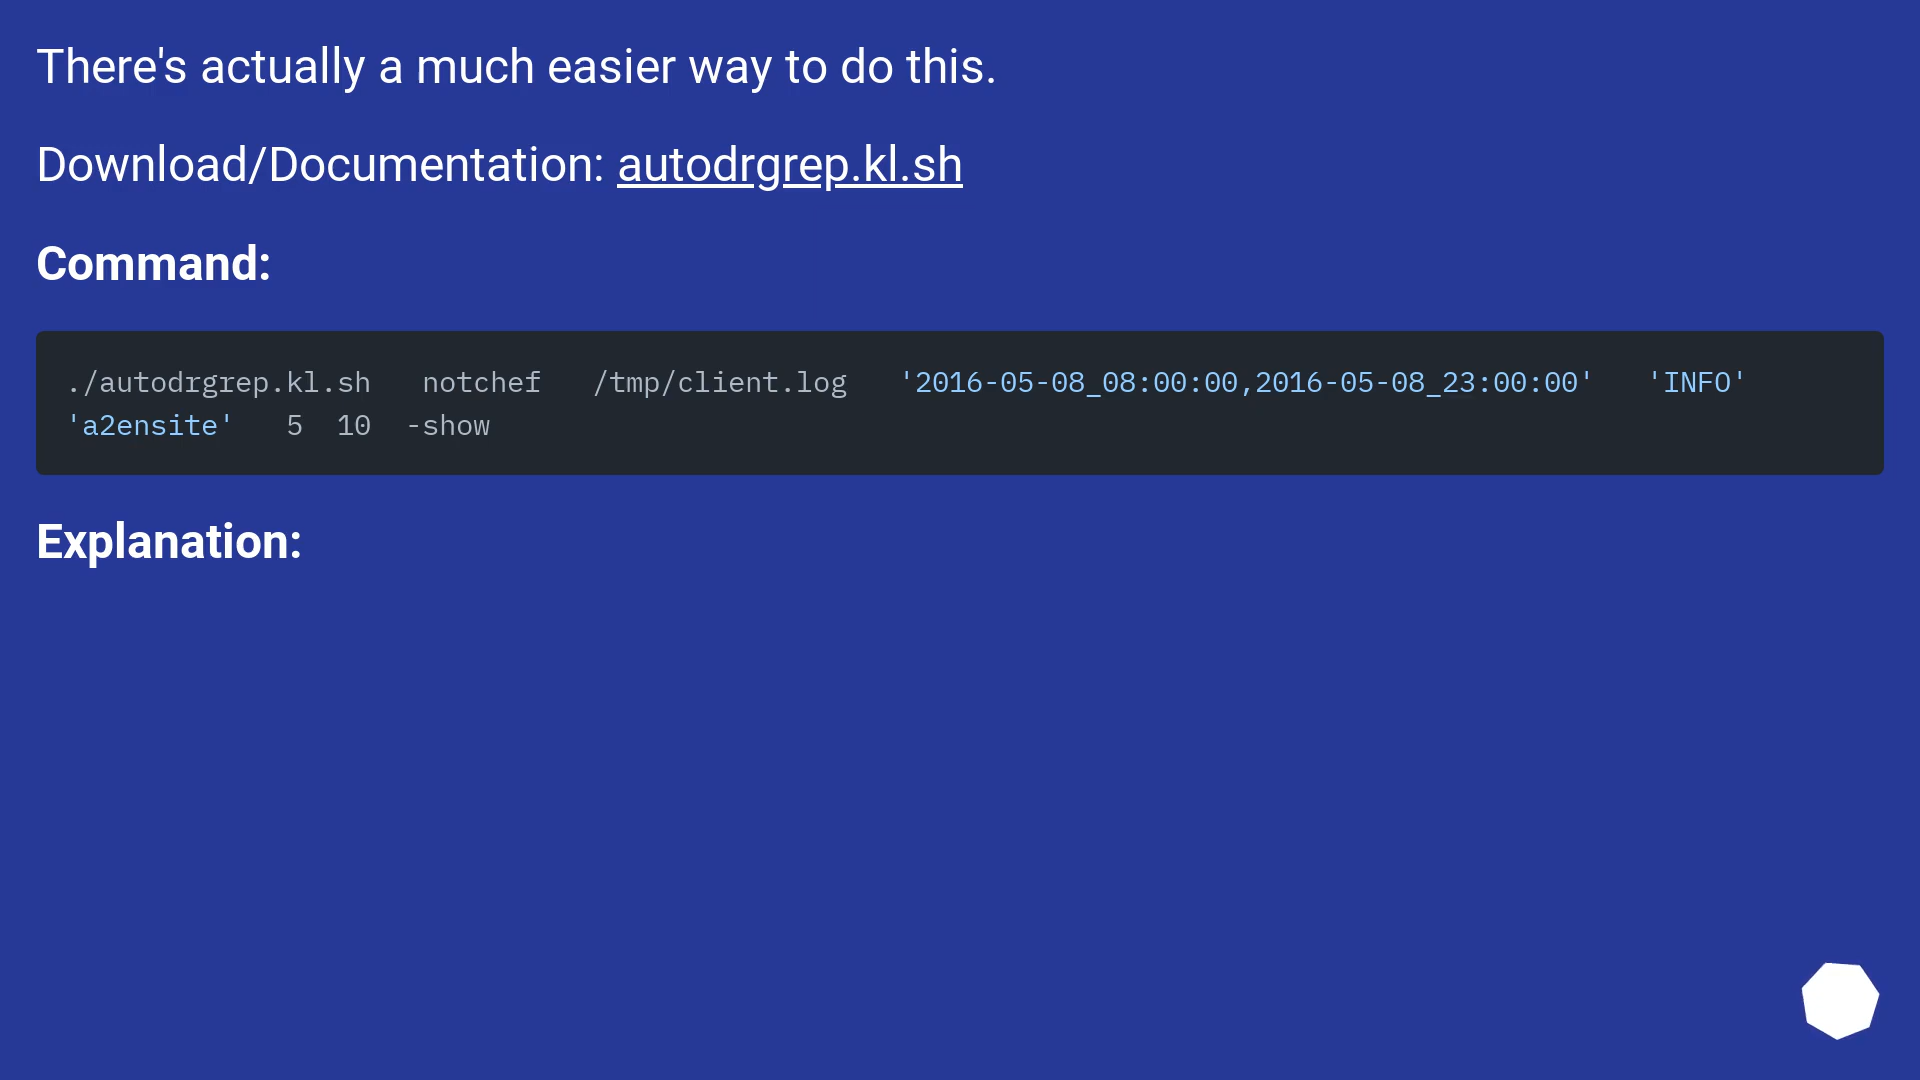 There's actually a much easier way to do this.
Download/Documentation: autodrgrep.kl.sh
Command:
./autodrgrep.kl.sh   notchef   /tmp/client.log   '2016-05-08_08:00:00,2016-05-08_23:00:00'   'INFO'
'a2ensite'   5  10  -show
Explanation: